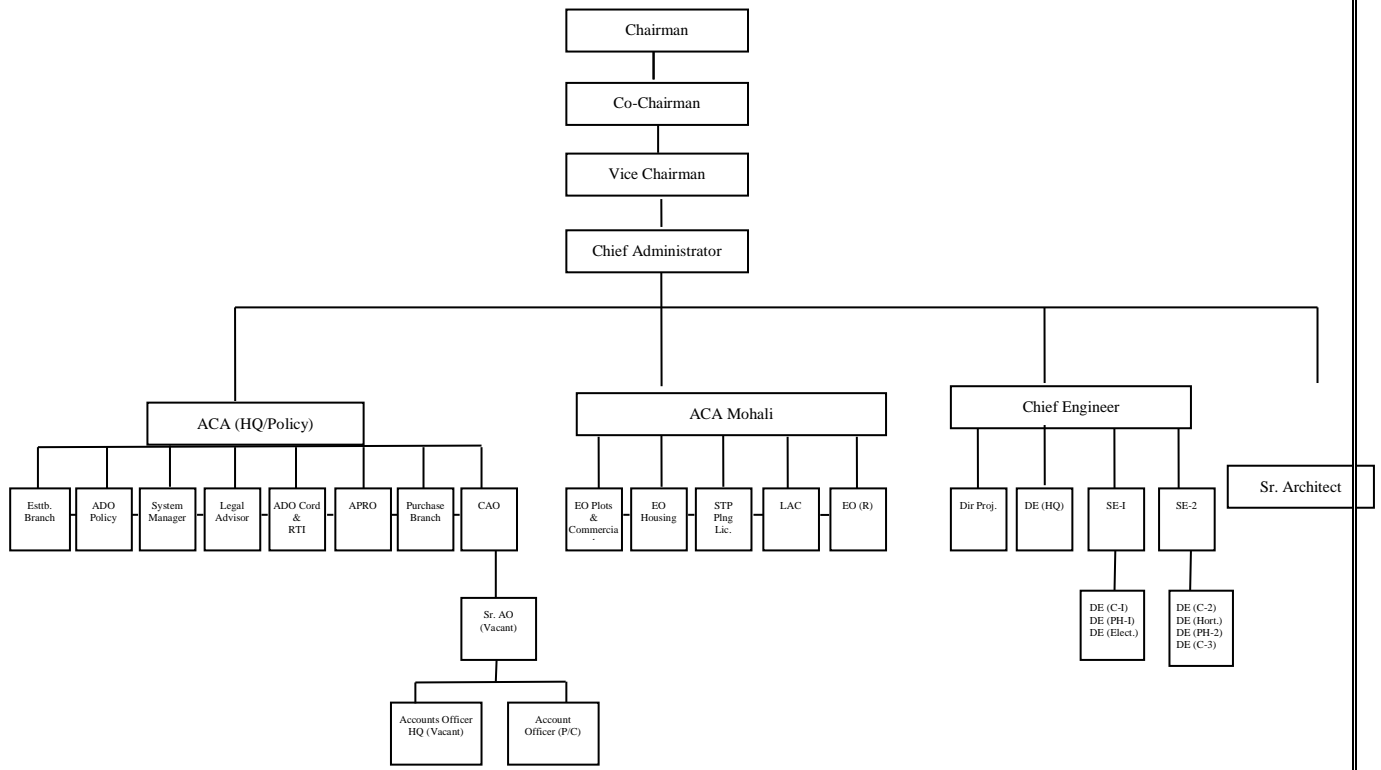 Chairman
Co-Chairman
Vice Chairman
Chief Administrator
ACA (HQ/Policy)
ACA Mohali
Chief Engineer
Sr. Architect
Esttb.
Branch
ADO
Policy
System
Manager
Legal
Advisor
ADO Cord
&
RTI
APRO
Purchase
Branch
CAO
EO Plots
&
Commercia
.
EO
Housing
STP
Plng
Lic.
LAC
EO (R)
Dir Proj.
DE (HQ)
SE-I
SE-2
Sr. AO
(Vacant)
DE (C-I)
DE (PH-I)
DE (Elect.)
DE (C-2)
DE (Hort.)
DE (PH-2)
DE (C-3)
Accounts Officer
HQ (Vacant)
Account
Officer (P/C)